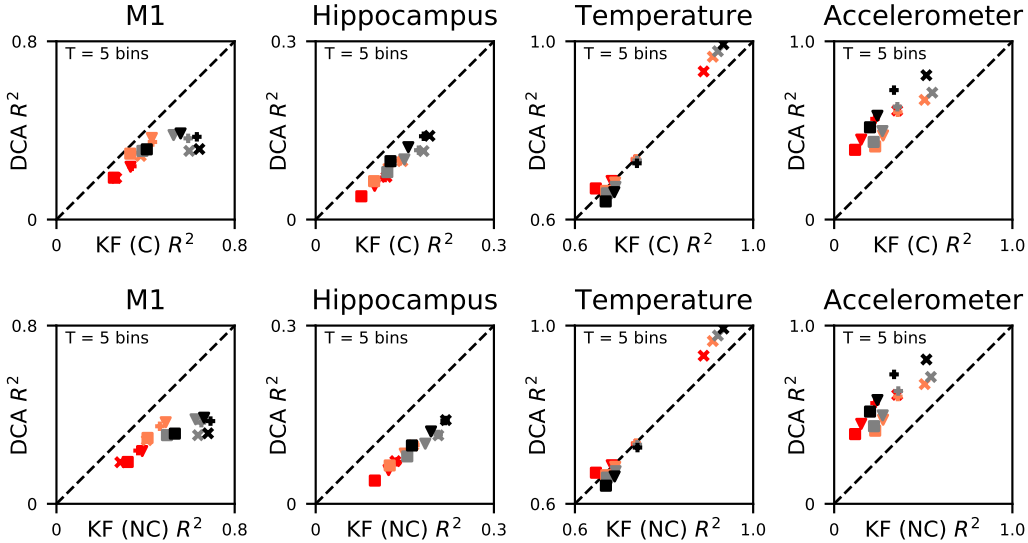 M1
Hippocampus
Temperature
Accelerometer
0.8
T = 5 bins
DCA R²
0
0
KF (C) R²
0.8
0.3
T = 5 bins
DCA R²
0
0
KF (C) R²
0.3
1.0
T = 5 bins
DCA R²
0.6
0.6
KF (C) R²
1.0
1.0
T = 5 bins
DCA R²
0
0
KF (C) R²
1.0
M1
Hippocampus
Temperature
Accelerometer
0.8
T = 5 bins
DCA R²
0
0
KF (NC) R²
0.8
0.3
T = 5 bins
DCA R²
0
0
KF (NC) R²
0.3
1.0
T = 5 bins
DCA R²
0.6
0.6
KF (NC) R²
1.0
1.0
T = 5 bins
DCA R²
0
0
KF (NC) R²
1.0